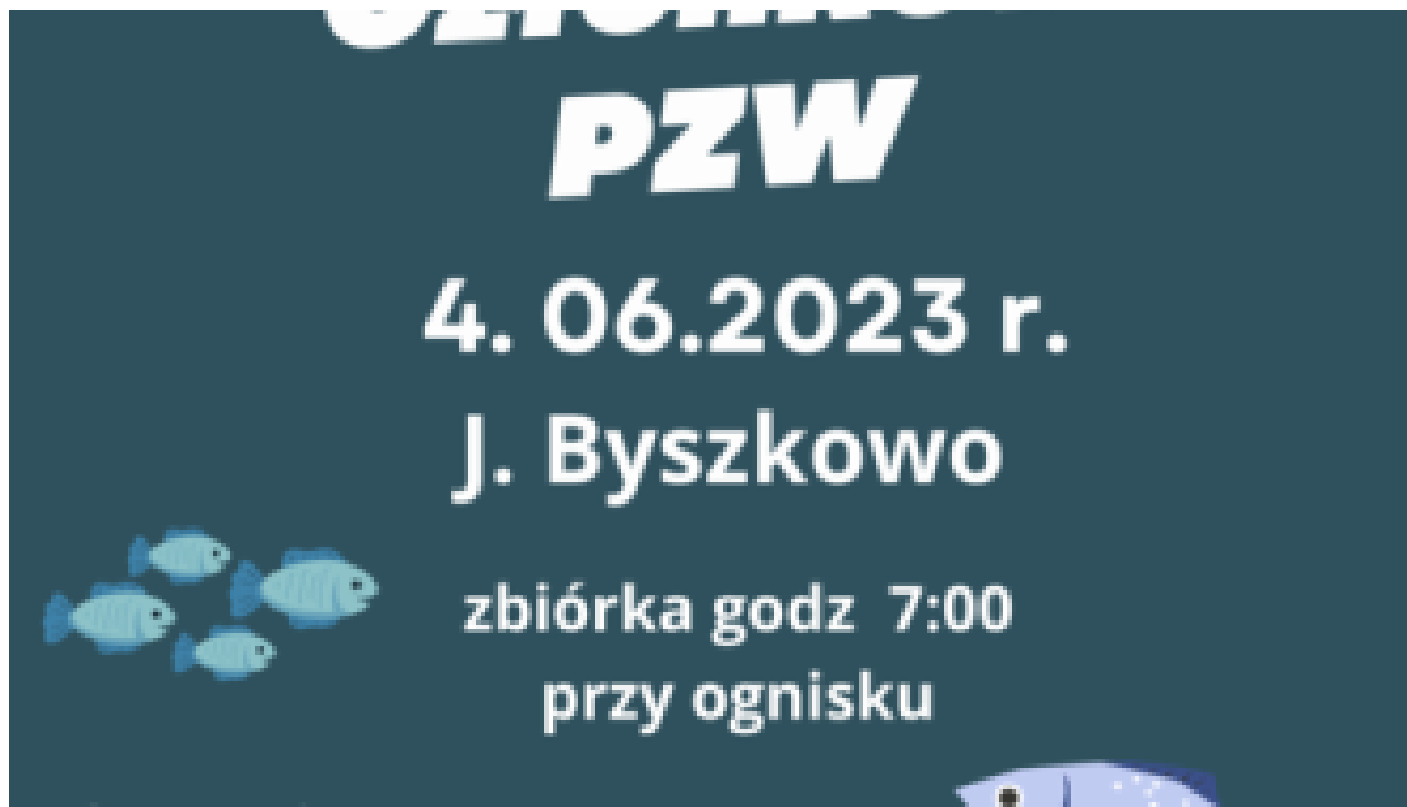 PZW
4. 06.2023 r.
J. Byszkowo
zbiórka godz 7:00
przy ognisku